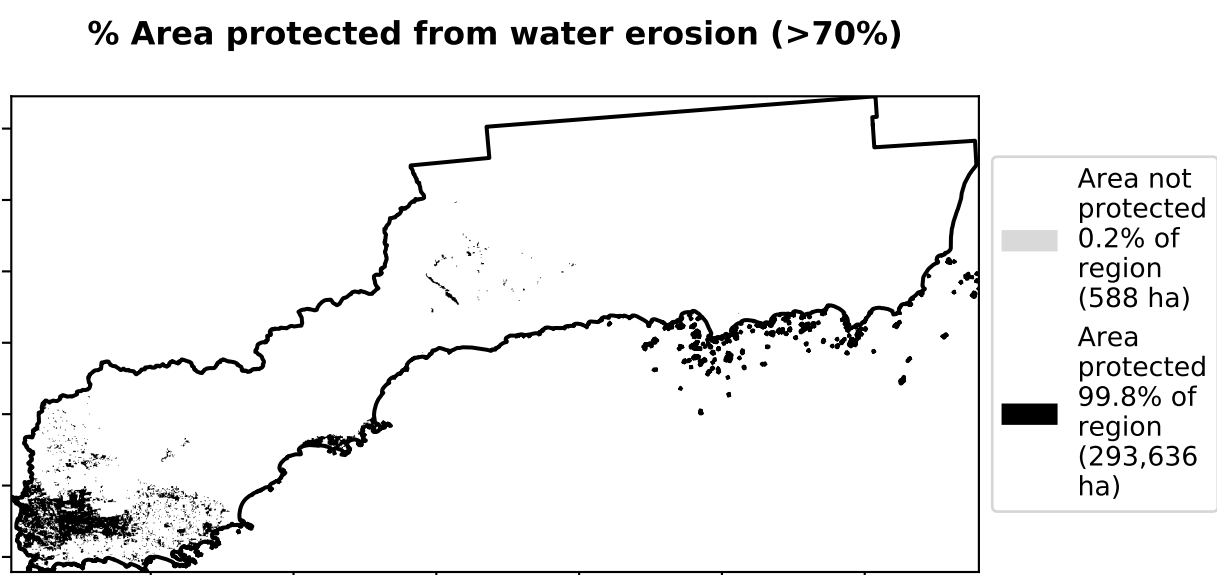 % Area protected from water erosion (>70%)
Area not
protected
0.2% of
region
(588 ha)
Area
protected
99.8% of
region
(293,636
ha)